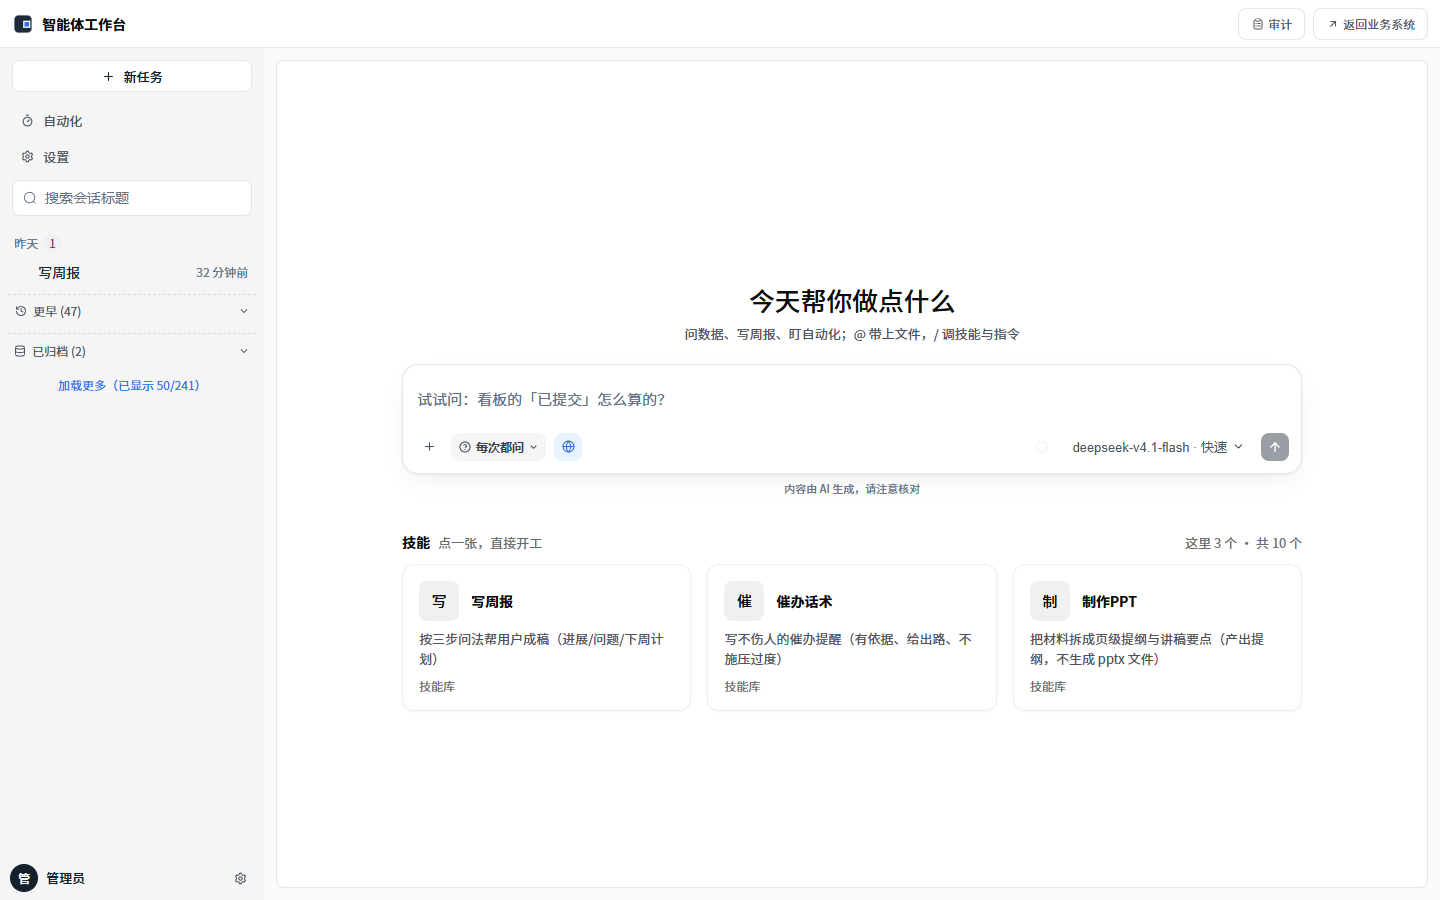 智能体工作台
审计
返回业务系统
新任务
自动化
设置
搜索会话标题
昨天 1
写周报 32 分钟前
更早 (47)
已归档 (2)
加载更多（已显示 50/241）
管 管理员
今天帮你做点什么
问数据、写周报、盯自动化；@ 带上文件，/ 调技能与指令
试试问：看板的「已提交」怎么算的？
每次都问
deepseek-v4.1-flash · 快速
内容由 AI 生成，请注意核对
技能 点一张，直接开工
这里 3 个 · 共 10 个
写 写周报
按三步问法帮用户成稿（进展/问题/下周计
划）
技能库
催 催办话术
写不伤人的催办提醒（有依据、给出路、不
施压过度）
技能库
制 制作PPT
把材料拆成页级提纲与讲稿要点（产出提
纲，不生成 pptx 文件）
技能库